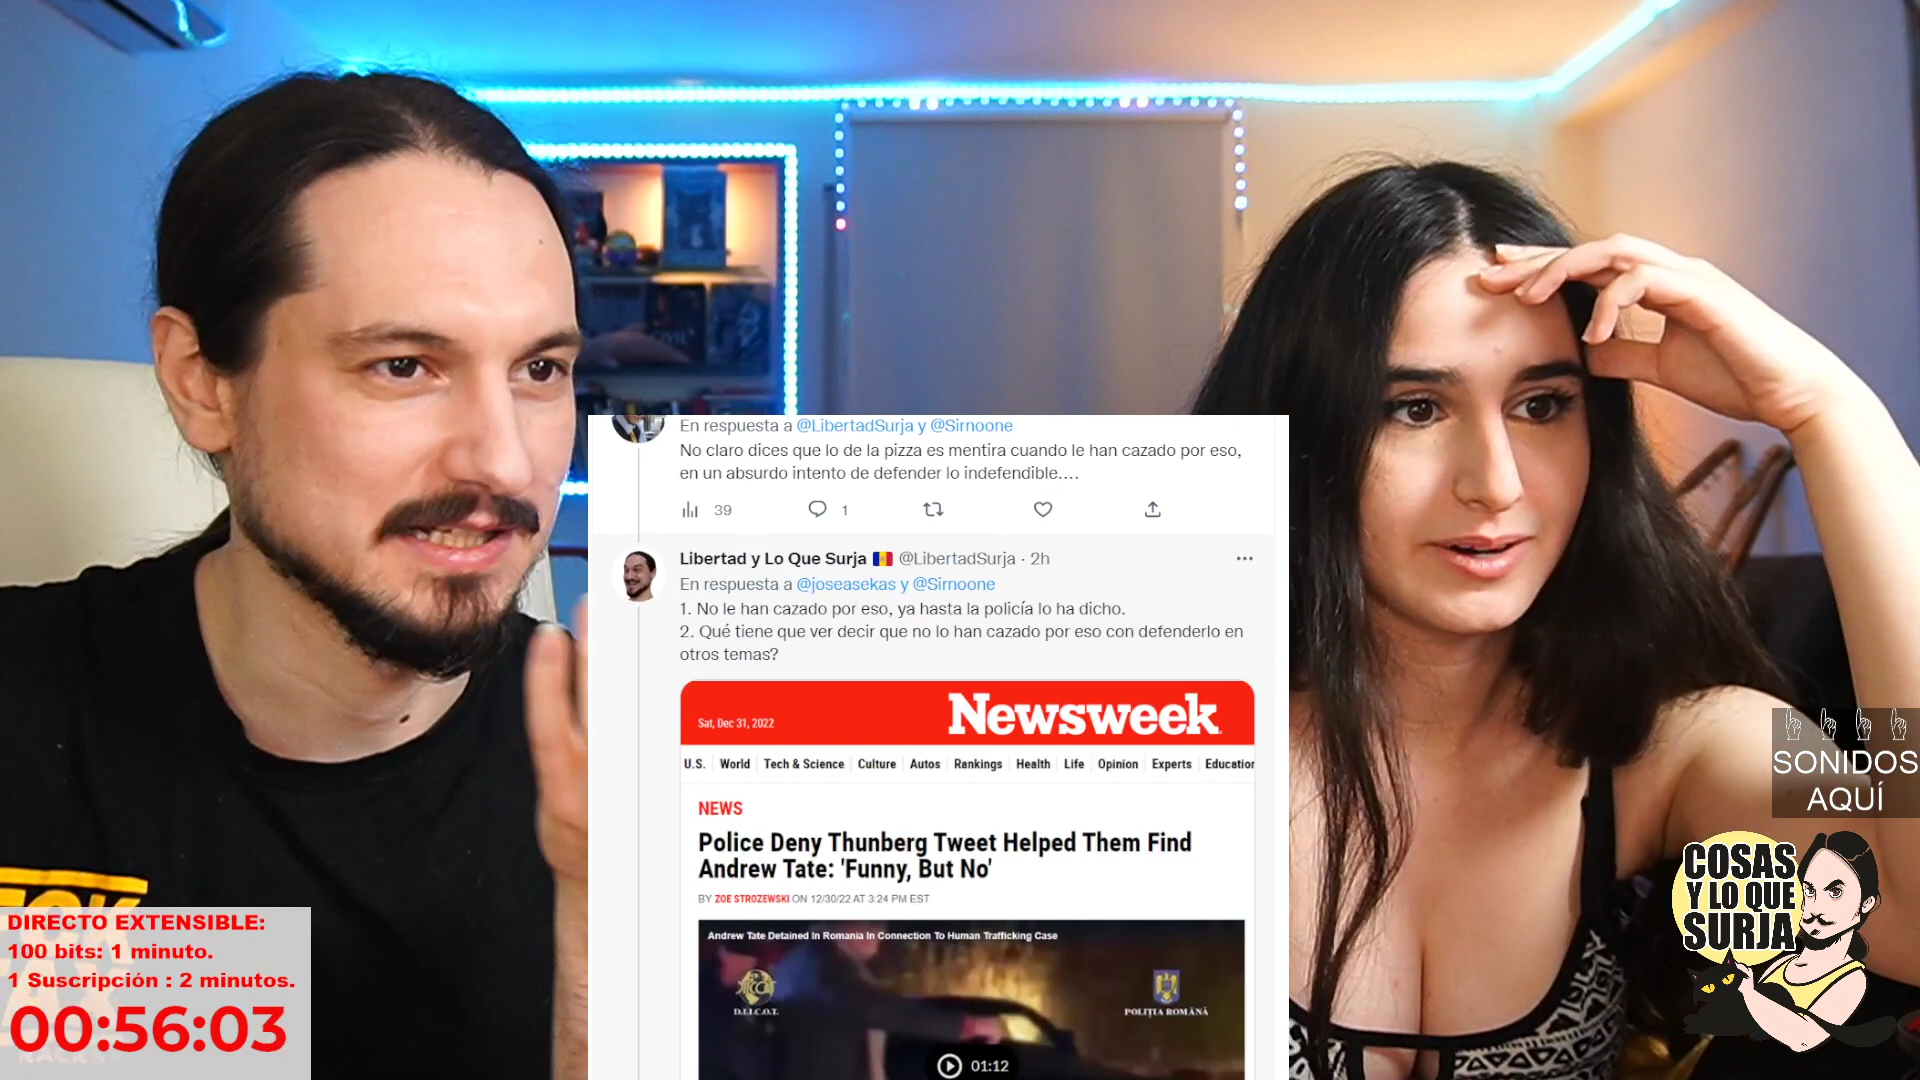 En respuesta a @LibertadSurja y @Sirnoone
No claro dices que lo de la pizza es mentira cuando le han cazado por eso,
en un absurdo intento de defender lo indefendible....
39
1
Libertad y Lo Que Surja @LibertadSurja · 2h
En respuesta a @joseasekas y @Sirnoone
1. No le han cazado por eso, ya hasta la policía lo ha dicho.
2. Qué tiene que ver decir que no lo han cazado por eso con defenderlo en
otros temas?
Sat, Dec 31, 2022
Newsweek
U.S. World Tech & Science Culture Autos Rankings Health Life Opinion Experts Education
NEWS
Police Deny Thunberg Tweet Helped Them Find
Andrew Tate: 'Funny, But No'
BY ZOE STROZEWSKI ON 12/30/22 AT 3:24 PM EST
Andrew Tate Detained In Romania In Connection To Human Trafficking Case
D.I.I.C.O.T.
POLIȚIA ROMÂNĂ
01:12
SONIDOS
AQUÍ
COSAS
Y LO QUE
SURJA
DIRECTO EXTENSIBLE:
100 bits: 1 minuto.
1 Suscripción : 2 minutos.
00:56:03